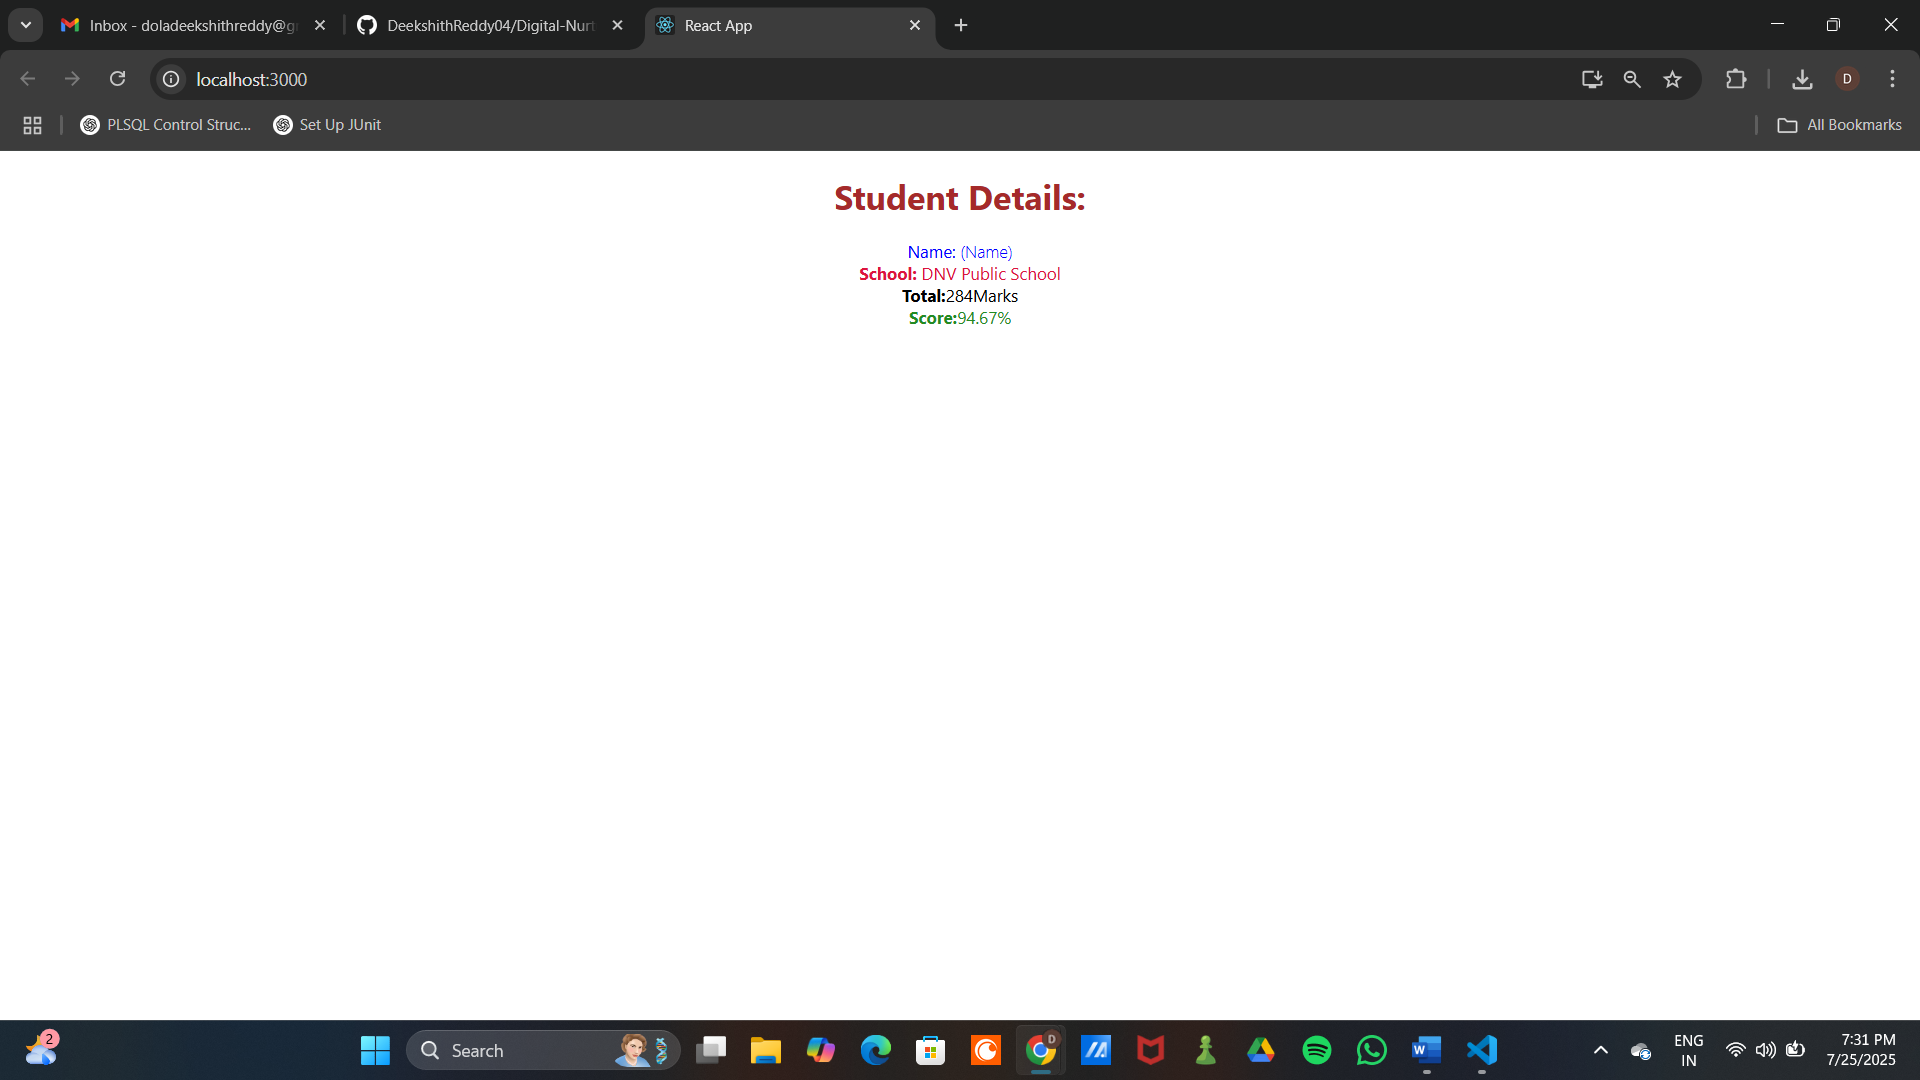 Inbox - doladeekshithreddy@g
DeekshithReddy04/Digital-Nurt
React App
localhost:3000
D
PLSQL Control Struc...
Set Up JUnit
All Bookmarks
Student Details:
Name: (Name)
School: DNV Public School
Total:284Marks
Score:94.67%
2
Search
D
W
ENG
IN
7:31 PM
7/25/2025